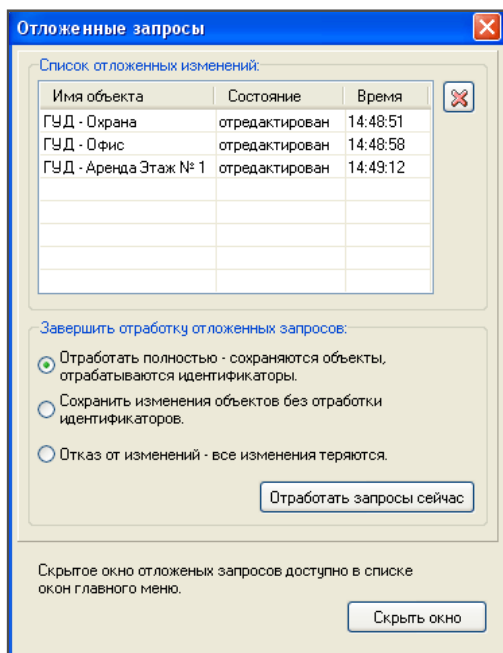 Отложенные запросы
Список отложенных изменений:
Имя объекта Состояние Время
ГУД - Охрана отредактирован 14:48:51
ГУД - Офис отредактирован 14:48:58
ГУД - Аренда Этаж № 1 отредактирован 14:49:12
Завершить отработку отложенных запросов:
Отработать полностью - сохраняются объекты,
отрабатываются идентификаторы.
Сохранить изменения объектов без отработки
идентификаторов.
Отказ от изменений - все изменения теряются.
Отработать запросы сейчас
Скрытое окно отложеных запросов доступно в списке
окон главного меню.
Скрыть окно